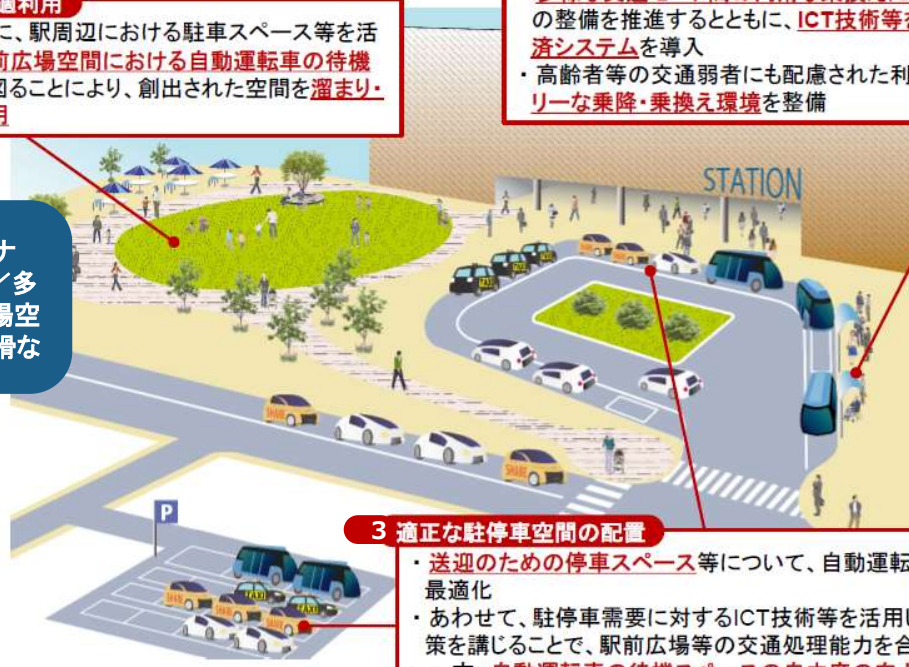 適利用
に、駅周辺における駐車スペース等を活
前広場空間における自動運転車の待機
図ることにより、創出された空間を溜まり・
用
の整備を推進するとともに、ICT技術等を
済システムを導入
・高齢者等の交通弱者にも配慮された利
リーな乗降・乗換え環境を整備
STATION
ナ
／多
場空
滑な
TAXI
SHARE
SHARE
P
TAXI
TAXI
3 適正な駐停車空間の配置
・送迎のための停車スペース等について、自動運転
最適化
・あわせて、駐停車需要に対するICT技術等を活用し
策を講じることで、駅前広場等の交通処理能力を合